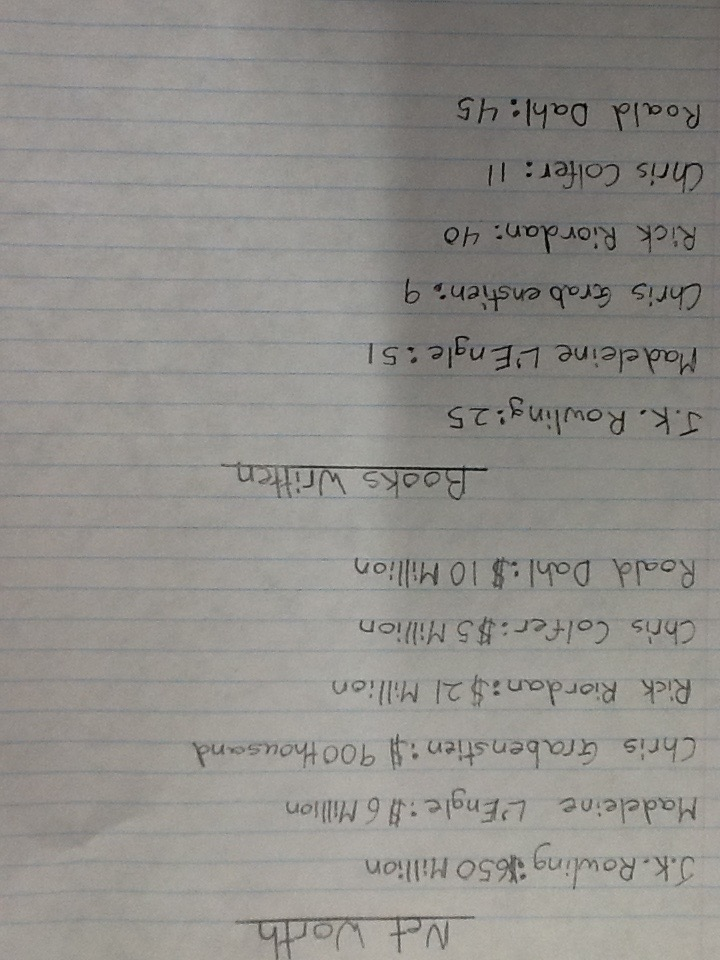 Net Worth
J.K. Rowling: $650 Million
Madeleine L'Engle: $6 Million
Chris Grabenstien: $900 thousand
Rick Riordan: $21 Million
Chris Colfer: $5 Million
Roald Dahl: $10 Million
Books Written
J.K. Rowling: 25
Madeleine L'Engle: 51
Chris Grabenstien: 9
Rick Riordan: 40
Chris Colfer: 11
Roald Dahl: 45